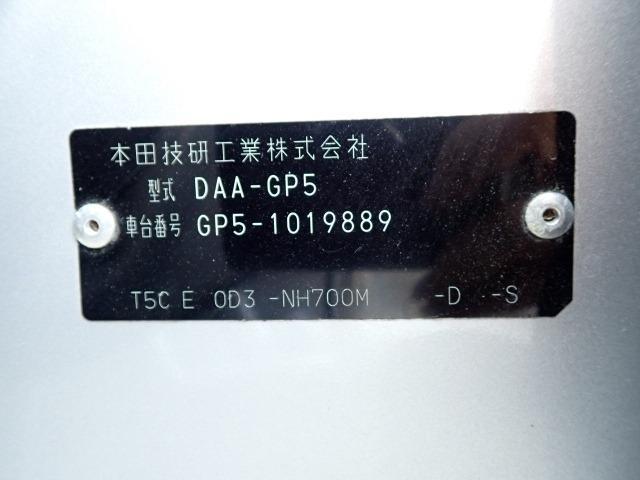 本田技研工業株式会社
型式 DAA-GP5
車台番号 GP5-1019889
T5C E 0D3 -NH700M -D -S